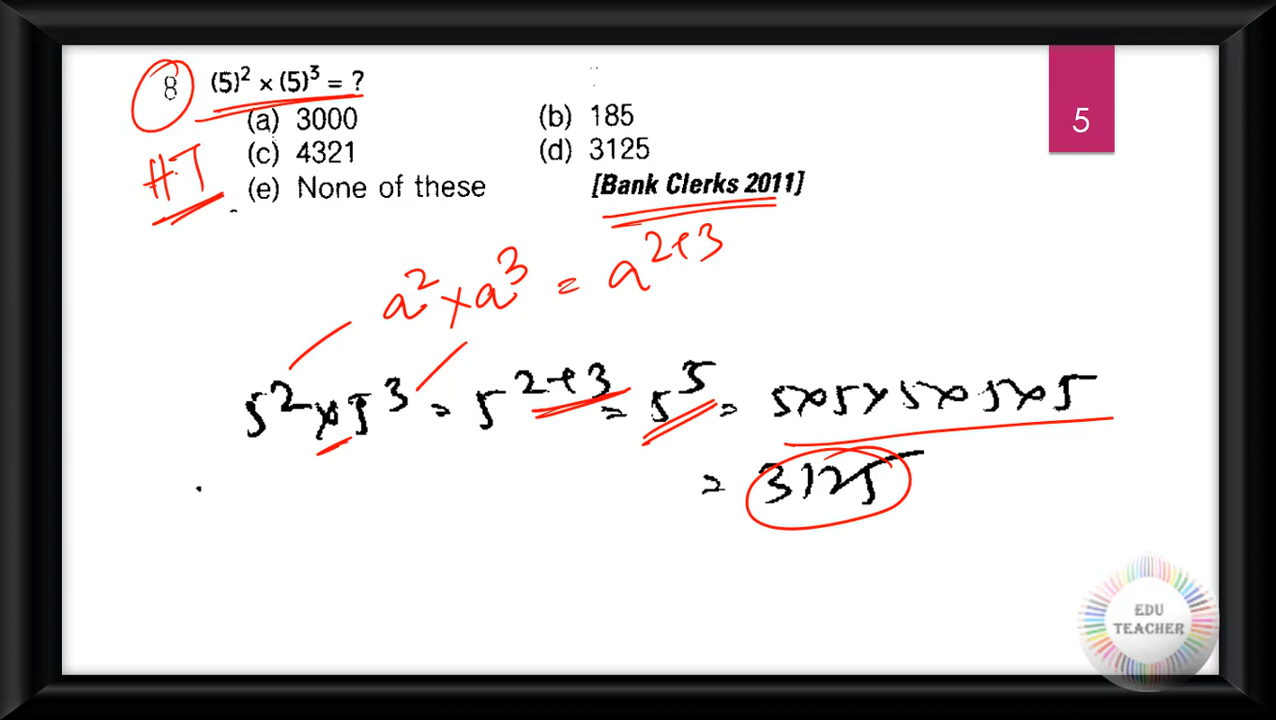 8 (5)² × (5)³ = ?
(a) 3000 (b) 185
(c) 4321 (d) 3125
(e) None of these [Bank Clerks 2011]
5
HT
a² × a³ = a²⁺³
5² × 5³ = 5²⁺³ = 5⁵ = 5×5×5×5×5
= 3125
EDU
TEACHER